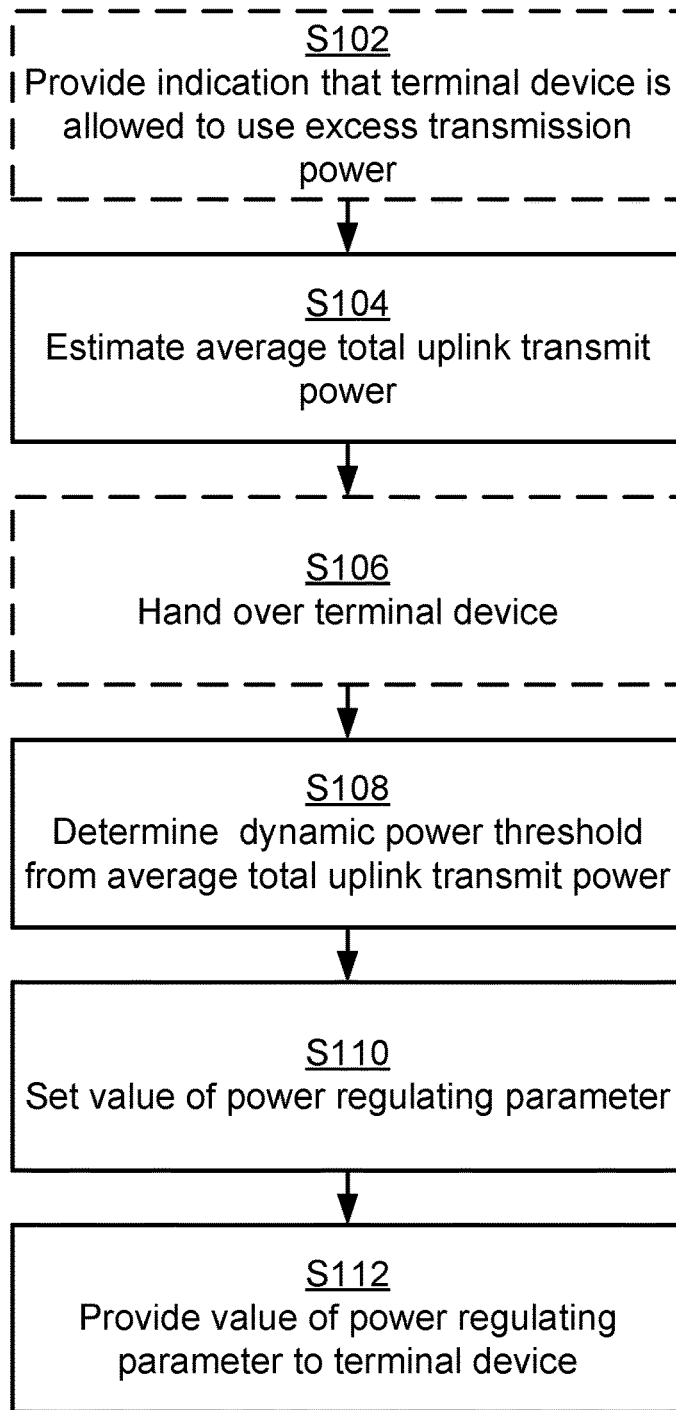 S102
Provide indication that terminal device is
allowed to use excess transmission
power
S104
Estimate average total uplink transmit
power
S106
Hand over terminal device
S108
Determine  dynamic power threshold
from average total uplink transmit power
S110
Set value of power regulating parameter
S112
Provide value of power regulating
parameter to terminal device